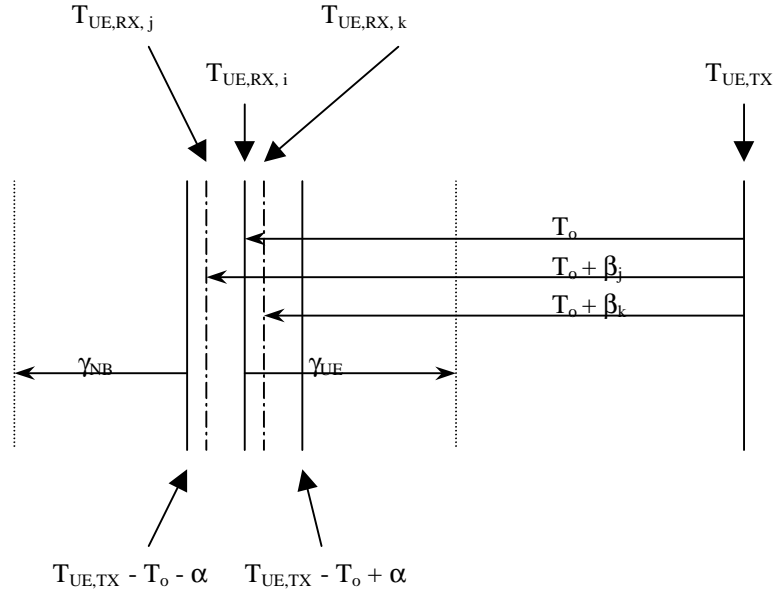 T_UE,RX, j
T_UE,RX, k
T_UE,RX, i
T_UE,TX
T_o
T_o + β_j
T_o + β_k
γ_NB
γ_UE
T_UE,TX - T_o - α
T_UE,TX - T_o + α